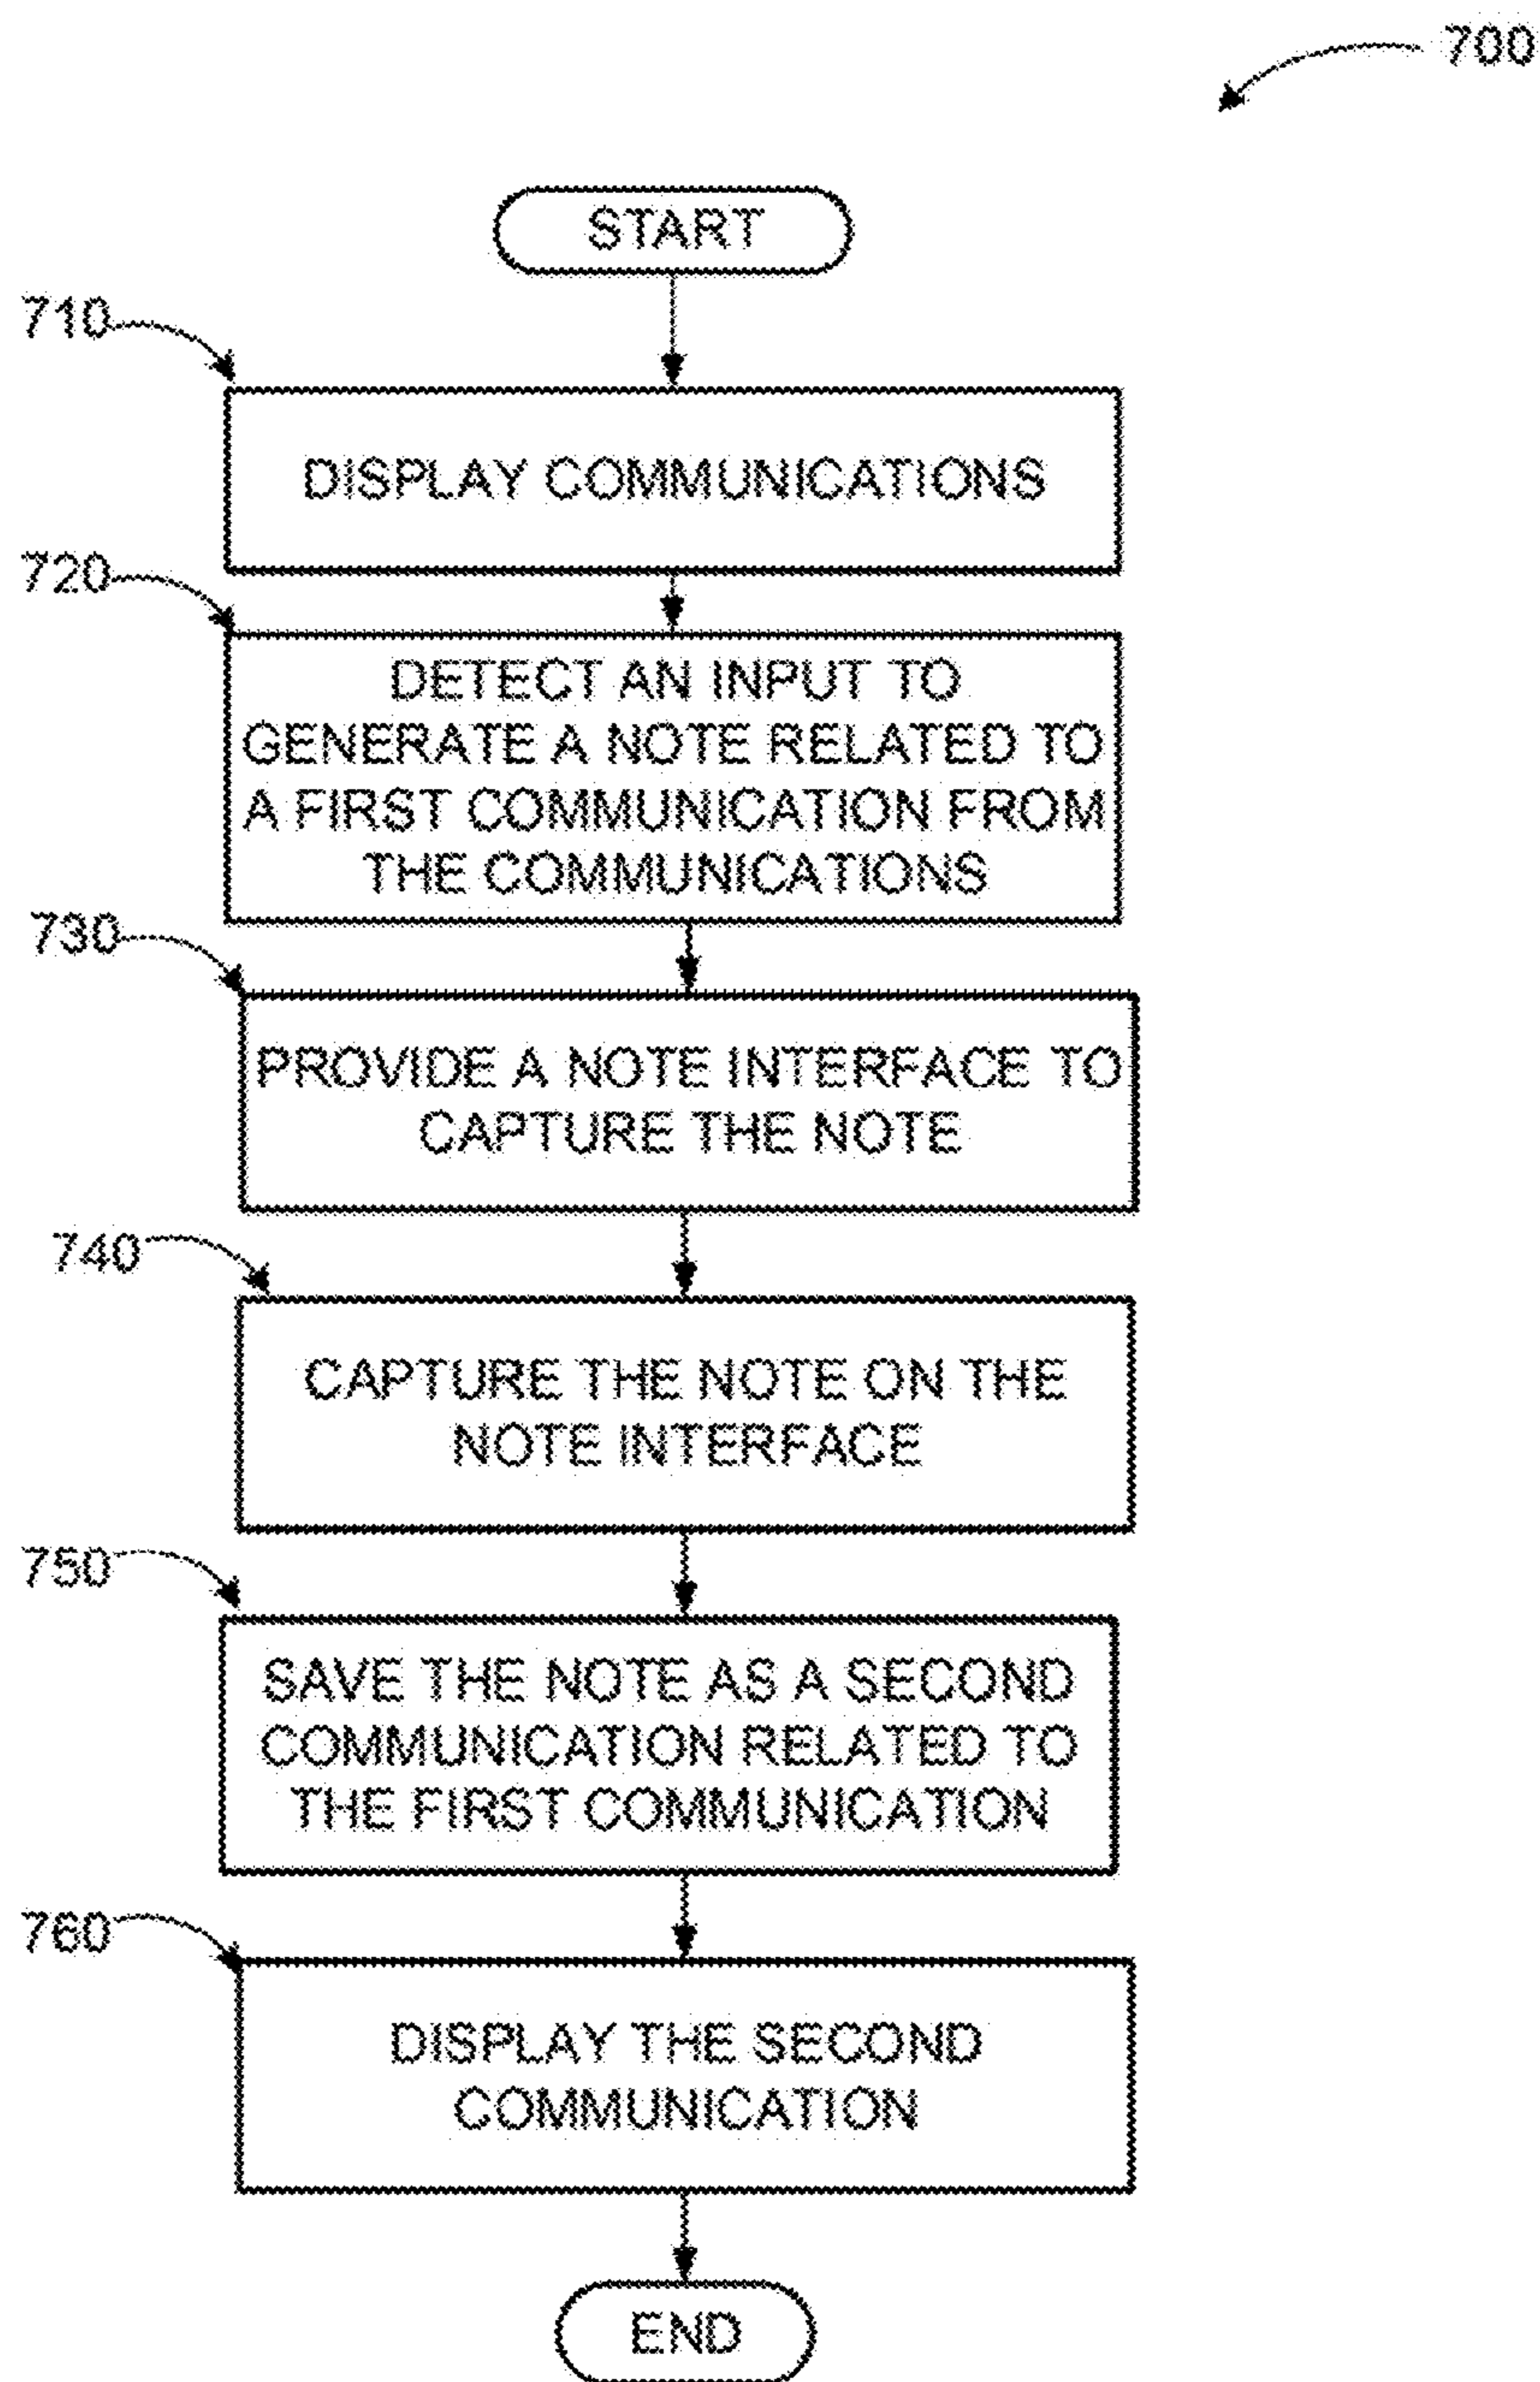 700
START
710
DISPLAY COMMUNICATIONS
720
DETECT AN INPUT TO
GENERATE A NOTE RELATED TO
A FIRST COMMUNICATION FROM
THE COMMUNICATIONS
730
PROVIDE A NOTE INTERFACE TO
CAPTURE THE NOTE
740
CAPTURE THE NOTE ON THE
NOTE INTERFACE
750
SAVE THE NOTE AS A SECOND
COMMUNICATION RELATED TO
THE FIRST COMMUNICATION
760
DISPLAY THE SECOND
COMMUNICATION
END